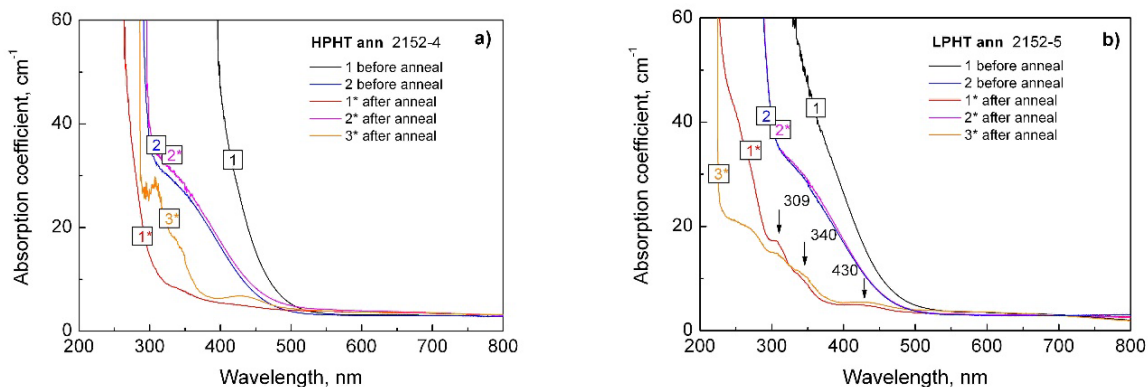 60
40
20
0
Absorption coefficient, cm-1
200 300 400 500 600 700 800
Wavelength, nm
a)
HPHT ann 2152-4
1 before anneal
2 before anneal
1* after anneal
2* after anneal
3* after anneal
2
2*
1
3*
1*
60
40
20
0
Absorption coefficient, cm-1
200 300 400 500 600 700 800
Wavelength, nm
b)
LPHT ann 2152-5
1 before anneal
2 before anneal
1* after anneal
2* after anneal
3* after anneal
1
2
2*
1*
3*
309
340
430